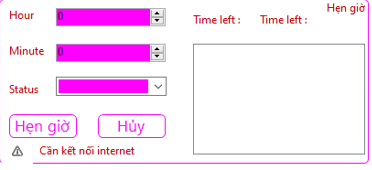 Hẹn giờ
Hour 0
Time left : Time left :
Minute 0
Status
Hẹn giờ Hủy
Cần kết nối internet